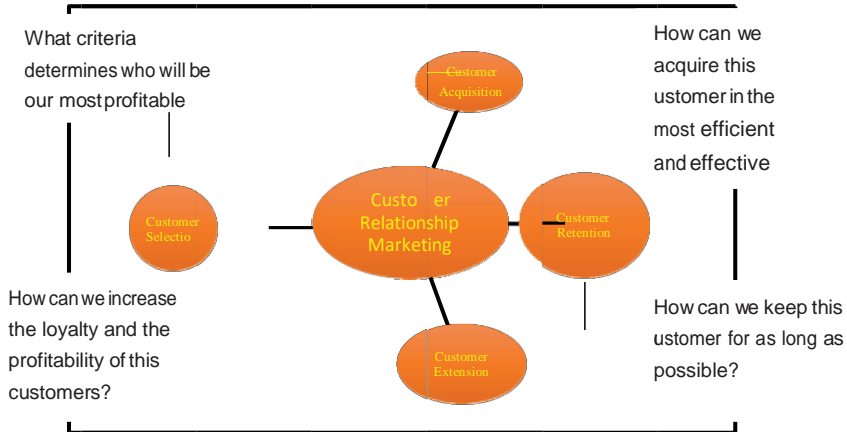 What criteria
determines who will be
our most profitable
How can we
acquire this
ustomer in the
most efficient
and effective
Customer
Acquisition
Customer
Selectio
Custo er
Relationship
Marketing
Customer
Retention
How can we increase
the loyalty and the
profitability of this
customers?
Customer
Extension
How can we keep this
ustomer for as long as
possible?